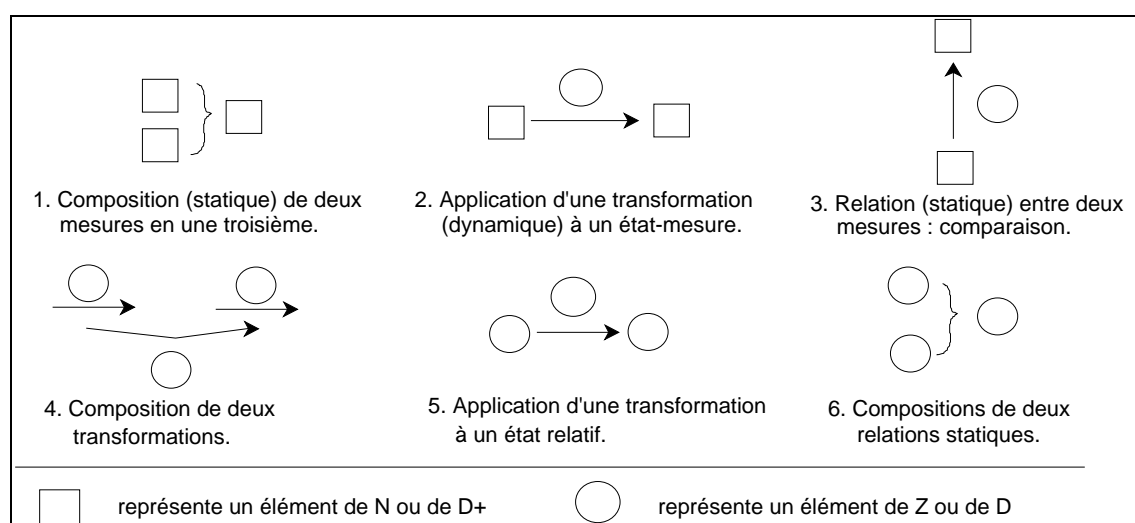 1. Composition (statique) de deux
mesures en une troisième.
2. Application d'une transformation
(dynamique) à un état-mesure.
3. Relation (statique) entre deux
mesures : comparaison.
4. Composition de deux
transformations.
5. Application d'une transformation
à un état relatif.
6. Compositions de deux
relations statiques.
représente un élément de N ou de D+
représente un élément de Z ou de D